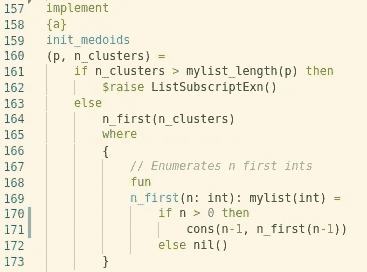 157 implement
158 {a}
159 init_medoids
160 (p, n_clusters) =
161 if n_clusters > mylist_length(p) then
162 $raise ListSubscriptExn()
163 else
164 n_first(n_clusters)
165 where
166 {
167 // Enumerates n first ints
168 fun
169 n_first(n: int): mylist(int) =
170 if n > 0 then
171 cons(n-1, n_first(n-1))
172 else nil()
173 }